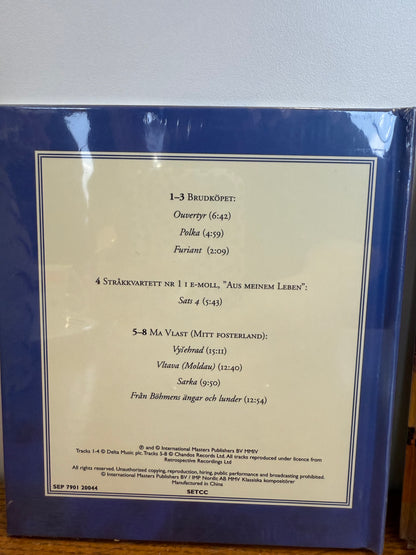 1–3 Brudköpet:
Ouvertyr (6:42)
Polka (4:59)
Furiant (2:09)
4 Stråkkvartett nr 1 i e-moll, "Aus meinem Leben":
Sats 4 (5:43)
5–8 Ma Vlast (Mitt fosterland):
Vyšehrad (15:11)
Vltava (Moldau) (12:40)
Sarka (9:50)
Från Böhmens ängar och lunder (12:54)
℗ and © International Masters Publishers BV MMIV
Tracks 1-4 © Delta Music, plc. Tracks 5-8 © Chandos Records Ltd. All tracks reproduced under licence from
Retrospective Recordings Ltd
All rights reserved. Unauthorised copying, reproduction, hiring, public performance and broadcasting prohibited.
© International Masters Publishers BV / IMP Nordic AB MMV Klassiska kompositörer
Manufactured in China
SEP 7901 20044
SETCC